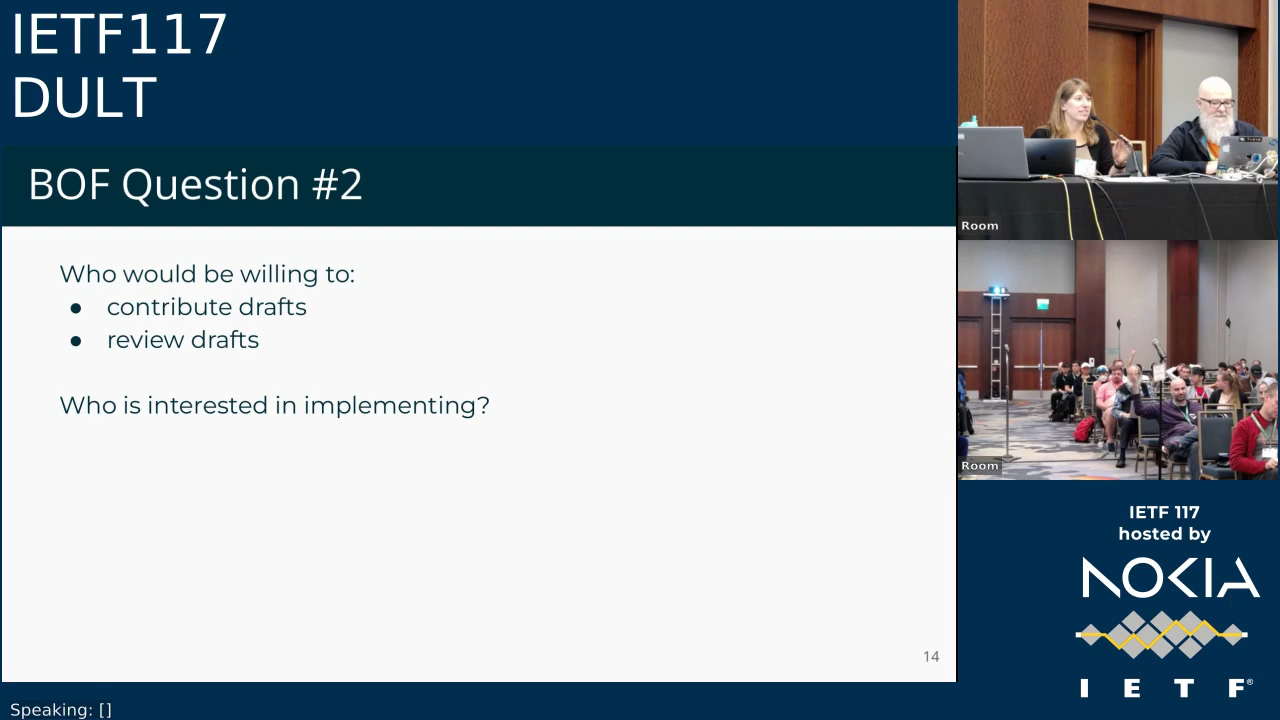 IETF117
DULT
BOF Question #2
Who would be willing to:
● contribute drafts
● review drafts
Who is interested in implementing?
14
Speaking: []
Room
Room
IETF 117
hosted by
NOKIA
I E T F®